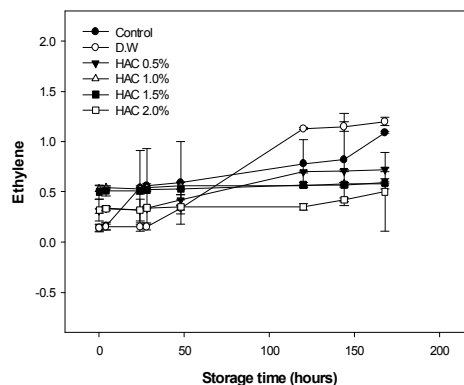 2.0
1.5
1.0
0.5
0.0
-0.5
Ethylene
Control
D.W
HAC 0.5%
HAC 1.0%
HAC 1.5%
HAC 2.0%
0
50
100
150
200
Storage time (hours)